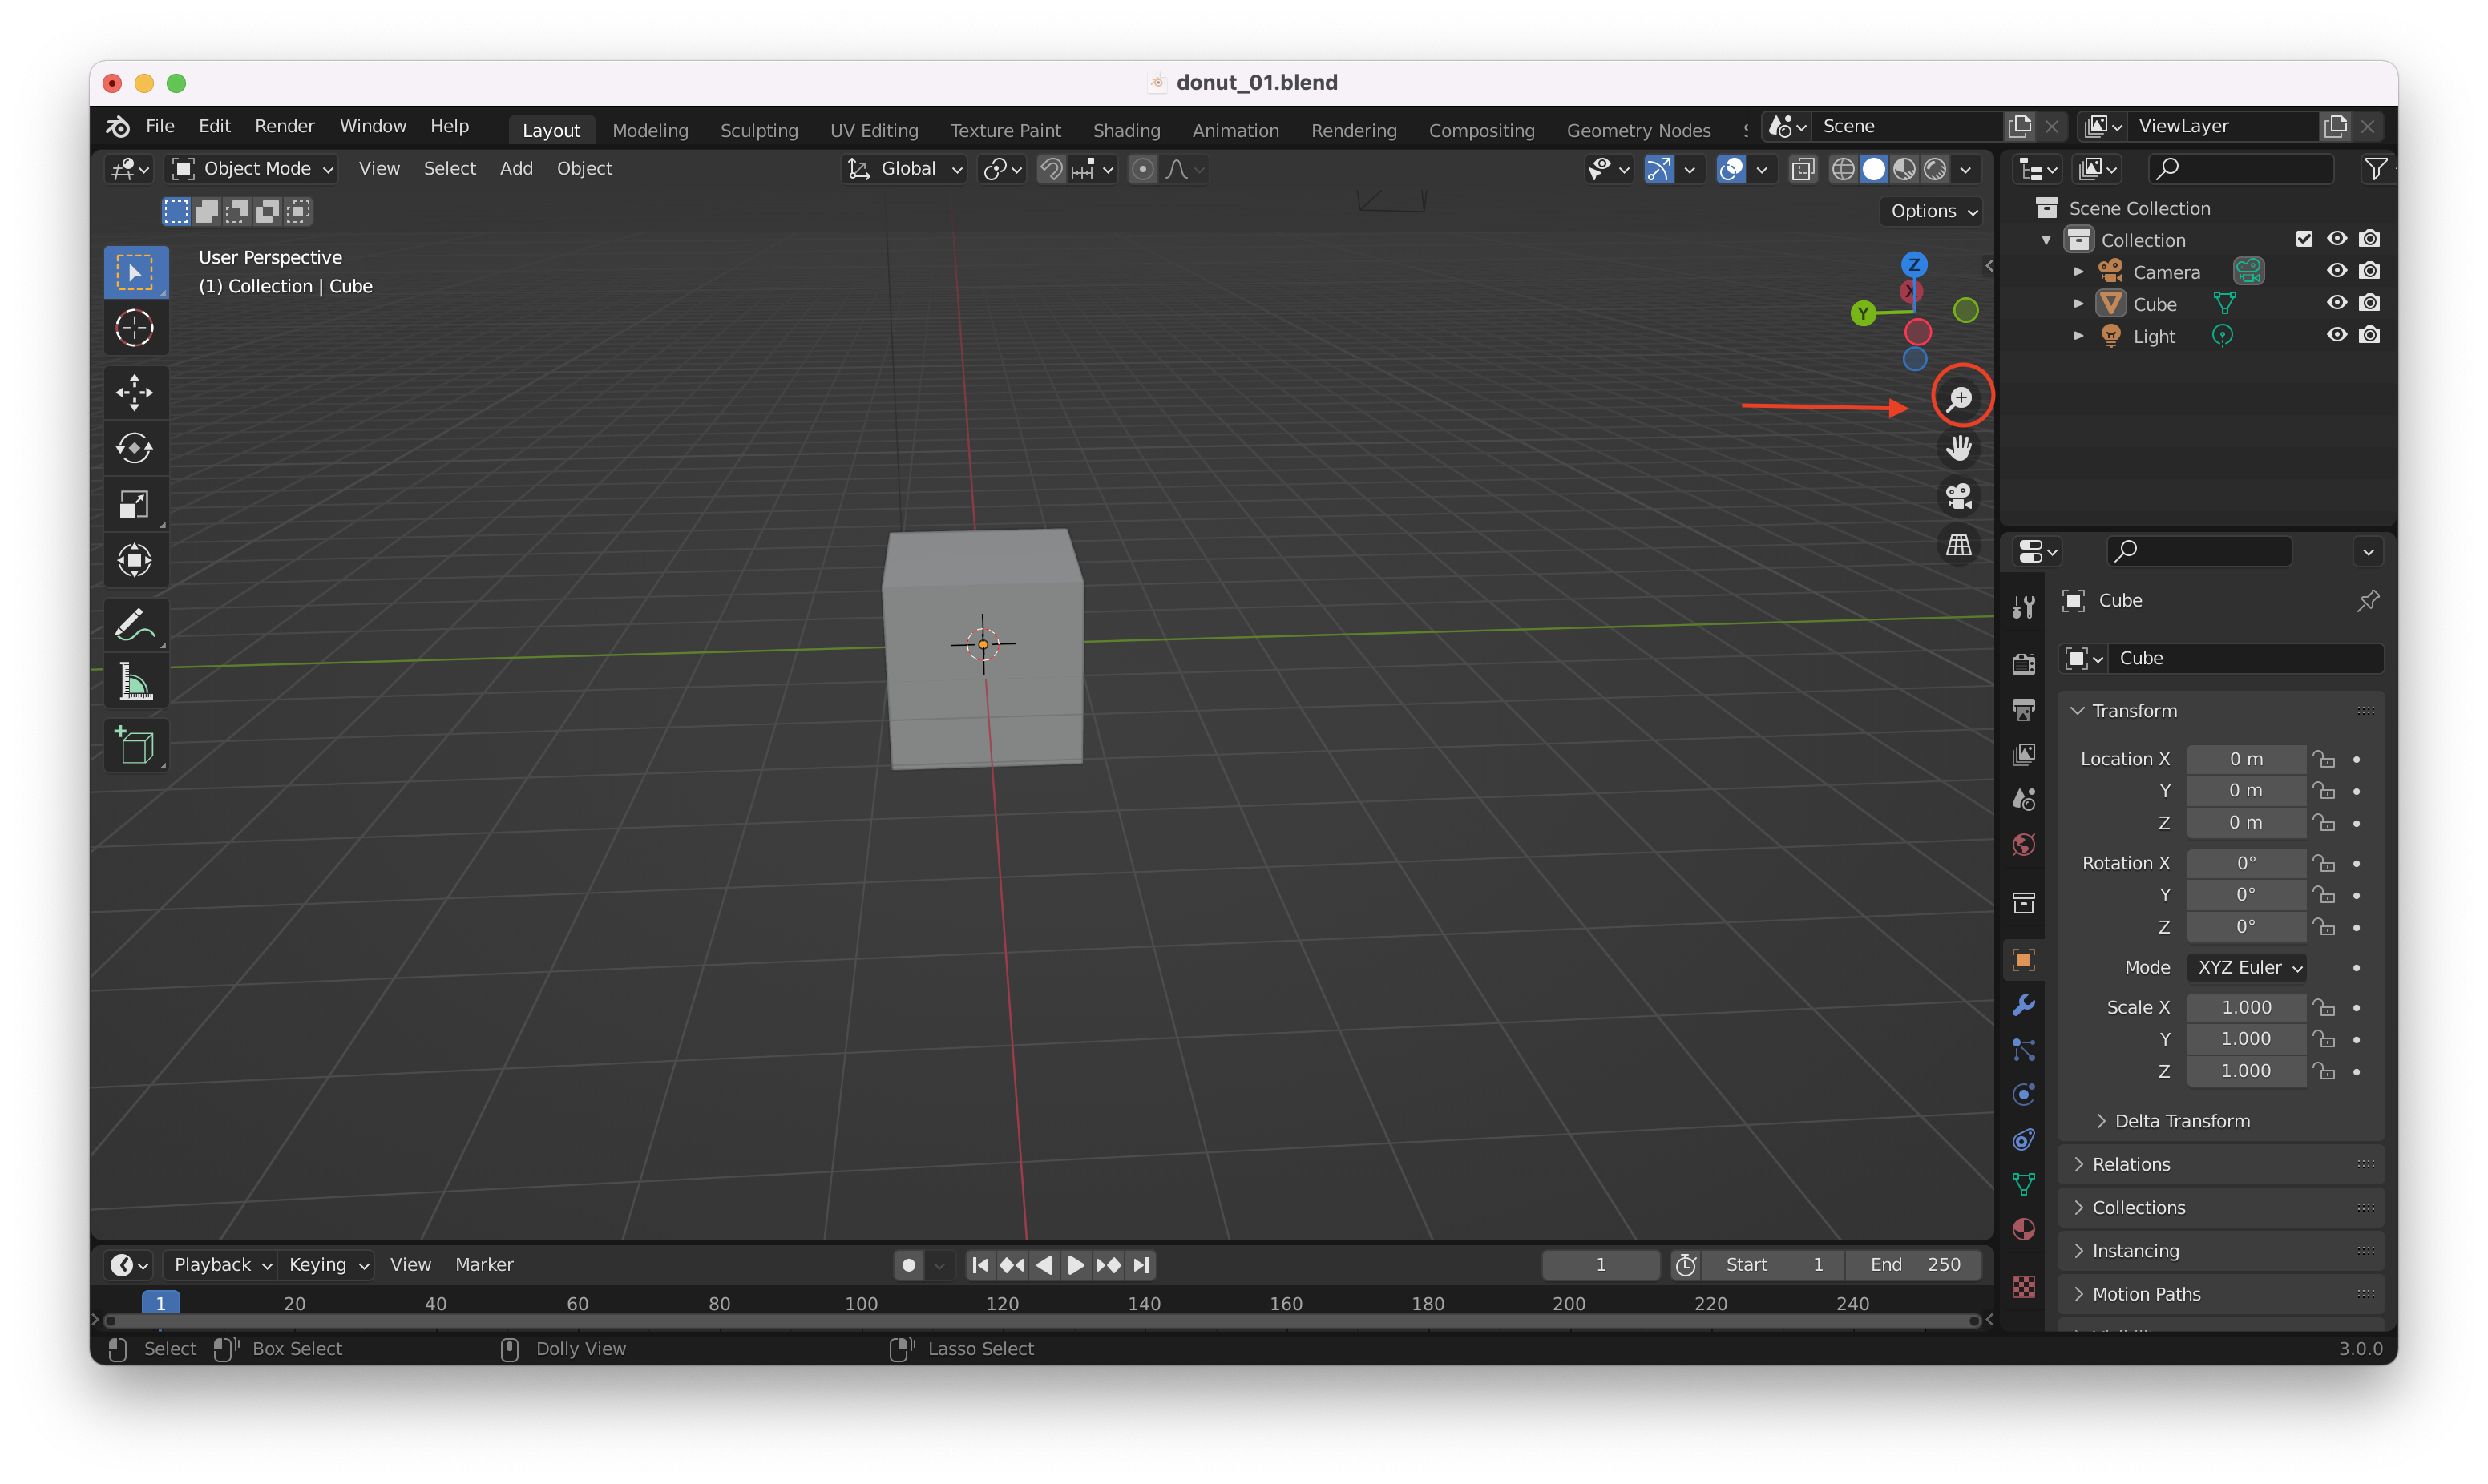 donut_01.blend
File Edit Render Window Help Layout Modeling Sculpting UV Editing Texture Paint Shading Animation Rendering Compositing Geometry Nodes Scene ViewLayer
Object Mode View Select Add Object Global
Options
User Perspective
(1) Collection | Cube
Z
X
Y
Scene Collection
Collection
Camera
Cube
Light
Cube
Cube
Transform
Location X 0 m
Y 0 m
Z 0 m
Rotation X 0°
Y 0°
Z 0°
Mode XYZ Euler
Scale X 1.000
Y 1.000
Z 1.000
Delta Transform
Relations
Collections
Instancing
Motion Paths
Playback Keying View Marker 1 Start 1 End 250
1 20 40 60 80 100 120 140 160 180 200 220 240
Select Box Select Dolly View Lasso Select 3.0.0